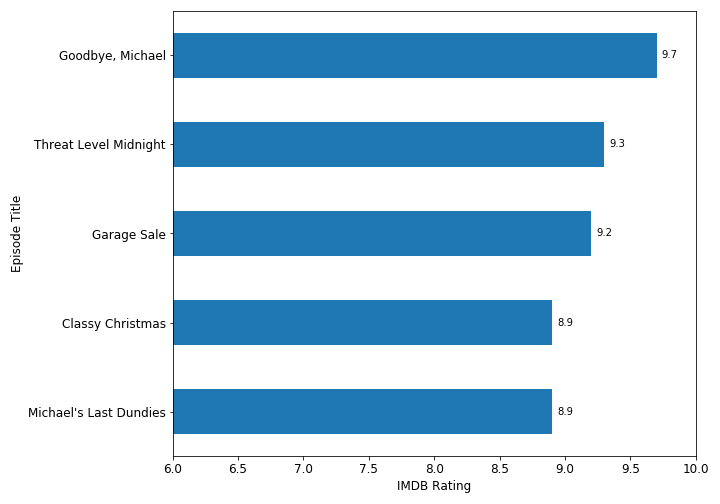 Goodbye, Michael
9.7
Threat Level Midnight
9.3
Garage Sale
9.2
Classy Christmas
8.9
Michael's Last Dundies
8.9
Episode Title
6.0 6.5 7.0 7.5 8.0 8.5 9.0 9.5 10.0
IMDB Rating